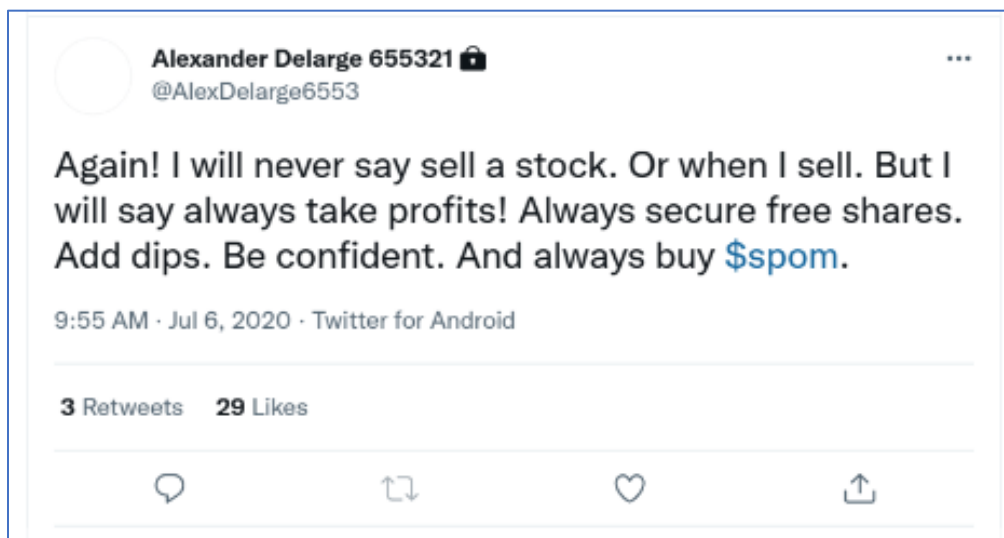 Alexander Delarge 655321
@AlexDelarge6553
Again! I will never say sell a stock. Or when I sell. But I
will say always take profits! Always secure free shares.
Add dips. Be confident. And always buy $spom.
9:55 AM · Jul 6, 2020 · Twitter for Android
3 Retweets 29 Likes